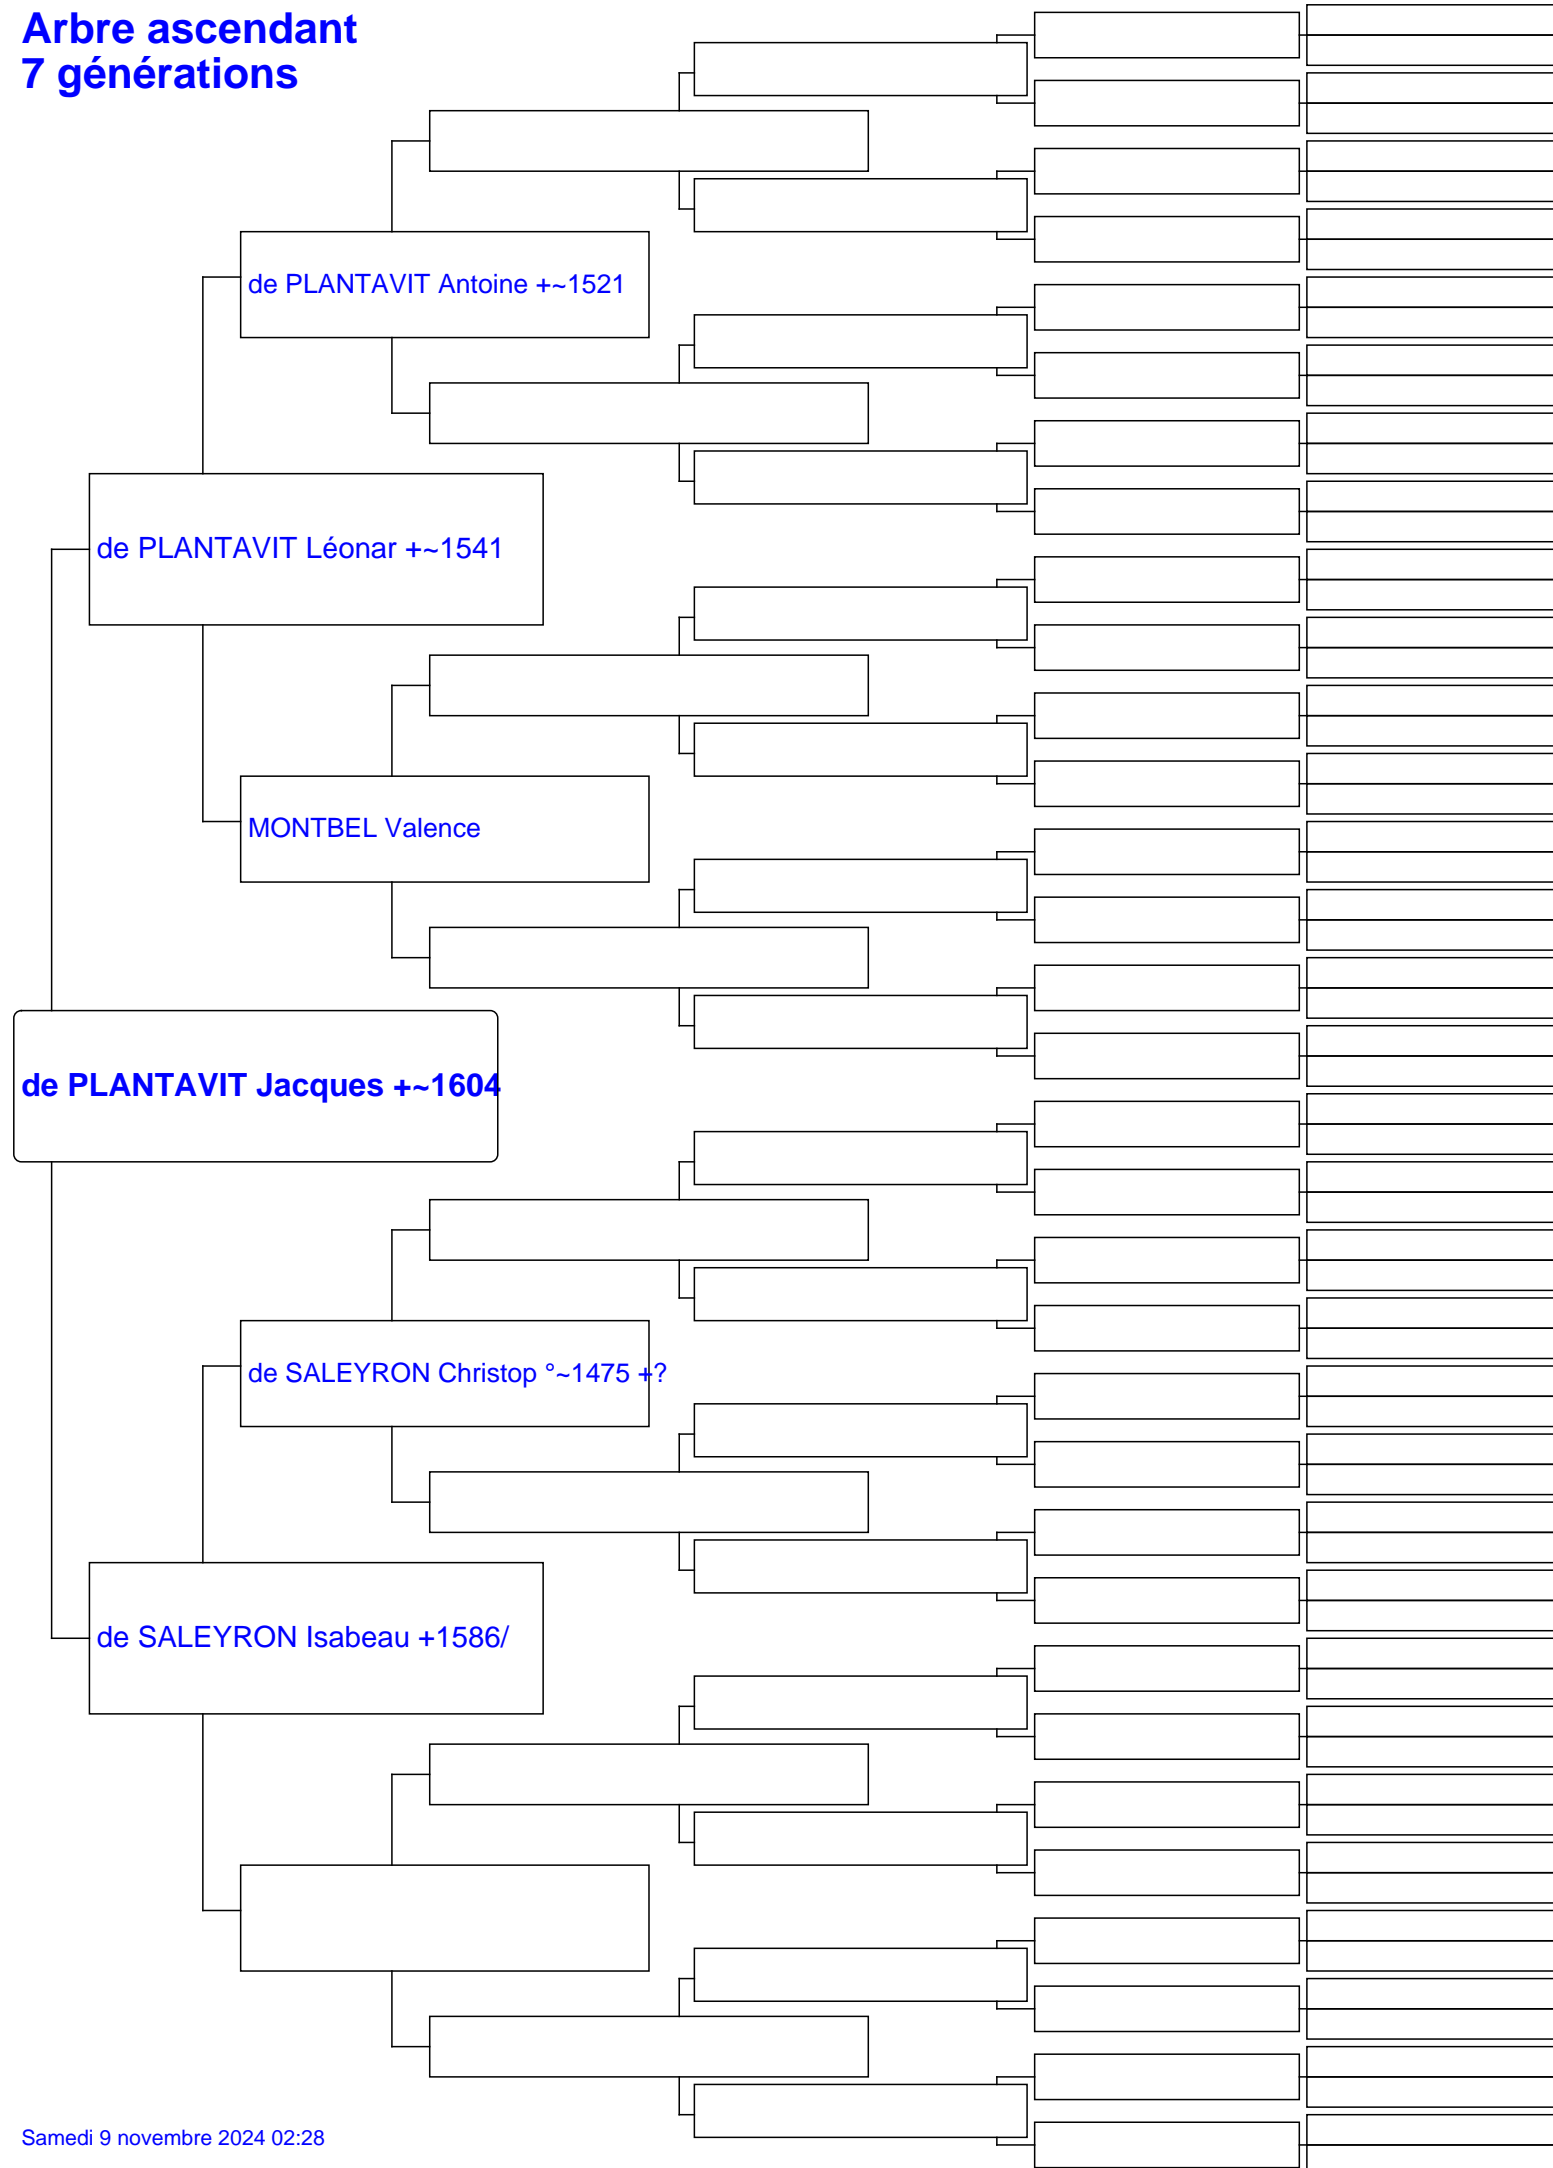 Arbre ascendant
7 générations
de PLANTAVIT Antoine +~1521
de PLANTAVIT Léonar +~1541
MONTBEL Valence
de PLANTAVIT Jacques +~1604
de SALEYRON Christop °~1475 +?
de SALEYRON Isabeau +1586/
Samedi 9 novembre 2024 02:28